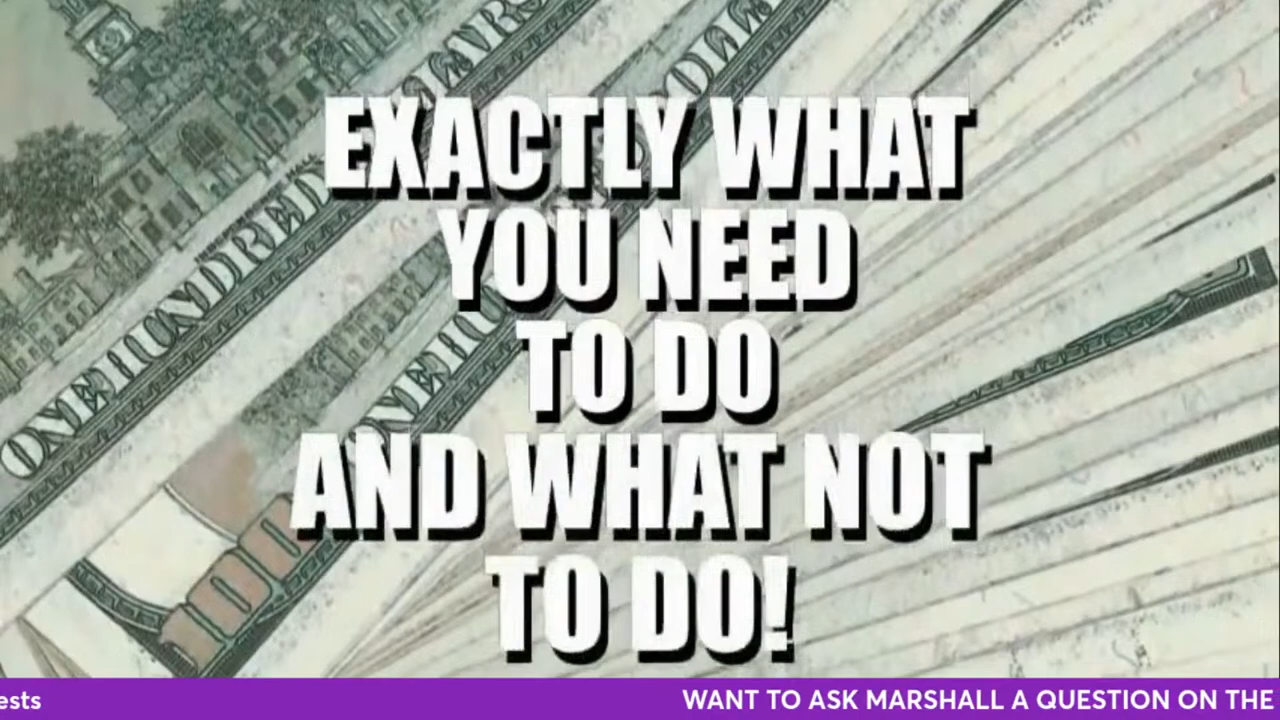 ONE HUNDRED DOLLARS
EXACTLY WHAT
YOU NEED
TO DO
AND WHAT NOT
TO DO!
100
ests
WANT TO ASK MARSHALL A QUESTION ON THE